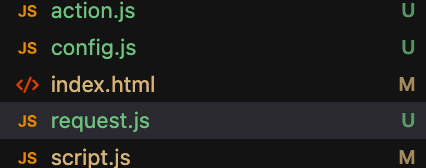 JS action.js U
JS config.js U
</> index.html M
JS request.js U
JS script.js M